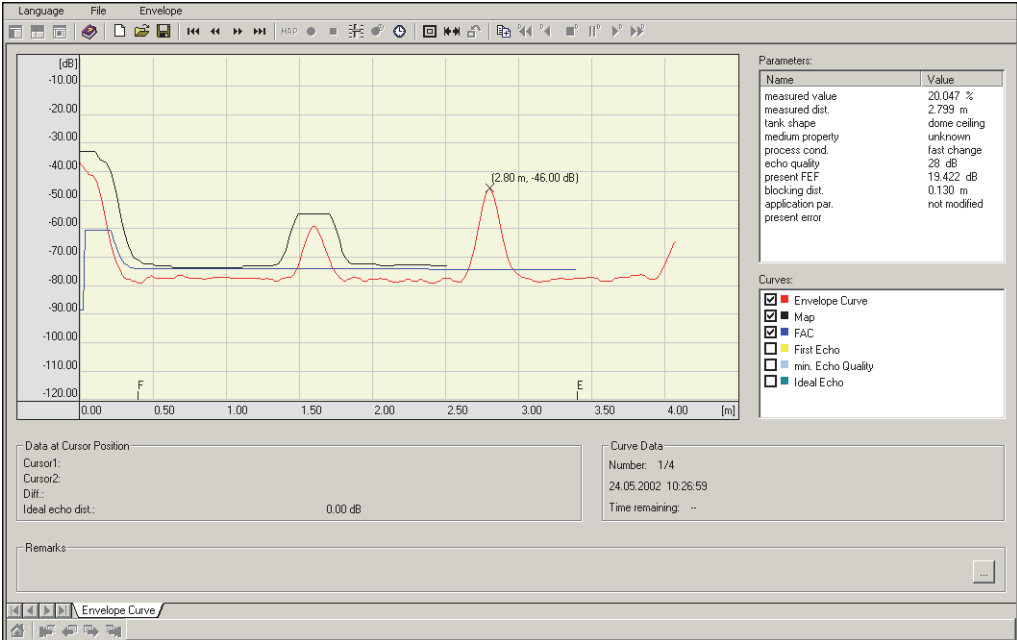 Language File Envelope
MAP
[dB]
-10.00
-20.00
-30.00
-40.00
-50.00
-60.00
-70.00
-80.00
-90.00
-100.00
-110.00
-120.00
(2.80 m, -46.00 dB)
F
E
0.00 0.50 1.00 1.50 2.00 2.50 3.00 3.50 4.00 [m]
Parameters:
Name Value
measured value 20.047 %
measured dist. 2.799 m
tank shape dome ceiling
medium property unknown
process cond. fast change
echo quality 28 dB
present FEF 19.422 dB
blocking dist. 0.130 m
application par. not modified
present error
Curves:
Envelope Curve
Map
FAC
First Echo
min. Echo Quality
Ideal Echo
Data at Cursor Position
Cursor1:
Cursor2:
Diff.:
Ideal echo dist.: 0.00 dB
Curve Data
Number: 1/4
24.05.2002 10:26:59
Time remaining: --
Remarks
...
Envelope Curve